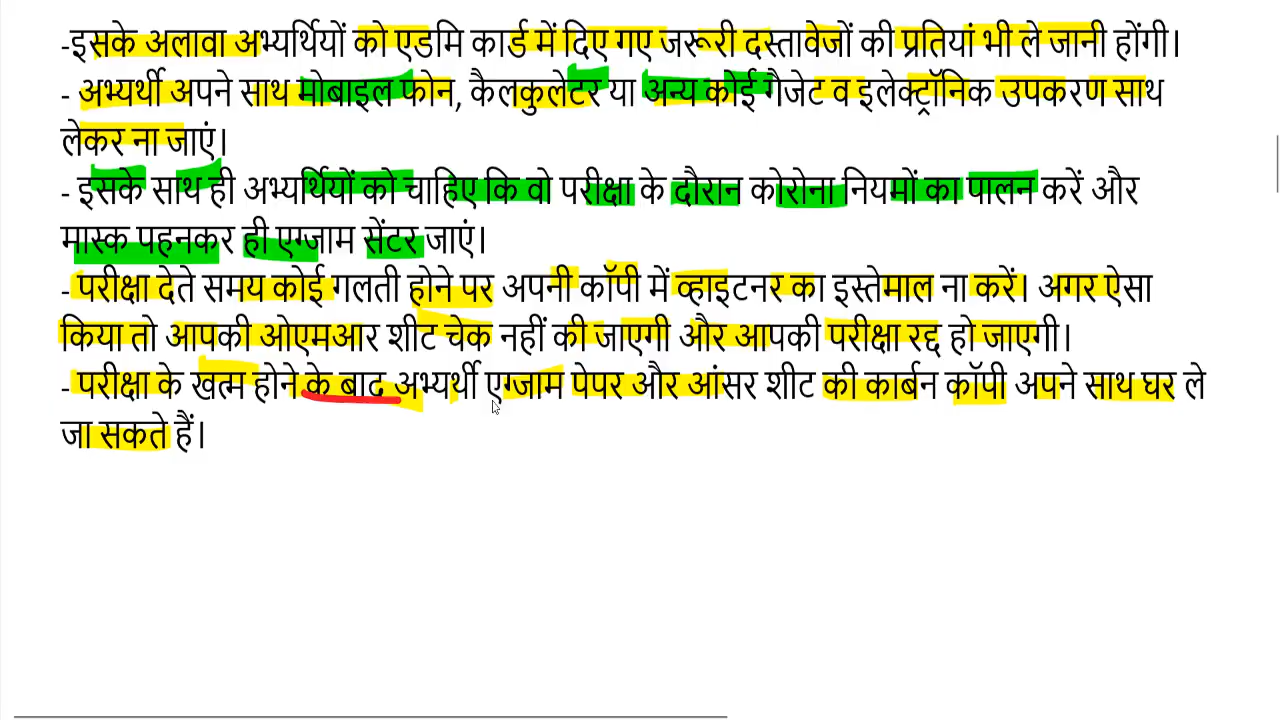 -इसके अलावा अभ्यर्थियों को एडमि कार्ड में दिए गए जरूरी दस्तावेजों की प्रतियां भी ले जानी होंगी।
- अभ्यर्थी अपने साथ मोबाइल फोन, कैलकुलेटर या अन्य कोई गैजेट व इलेक्ट्रॉनिक उपकरण साथ
लेकर ना जाएं।
- इसके साथ ही अभ्यर्थियों को चाहिए कि वो परीक्षा के दौरान कोरोना नियमों का पालन करें और
मास्क पहनकर ही एग्जाम सेंटर जाएं।
- परीक्षा देते समय कोई गलती होने पर अपनी कॉपी में व्हाइटनर का इस्तेमाल ना करें। अगर ऐसा
किया तो आपकी ओएमआर शीट चेक नहीं की जाएगी और आपकी परीक्षा रद्द हो जाएगी।
- परीक्षा के खत्म होने के बाद अभ्यर्थी एग्जाम पेपर और आंसर शीट की कार्बन कॉपी अपने साथ घर ले
जा सकते हैं।